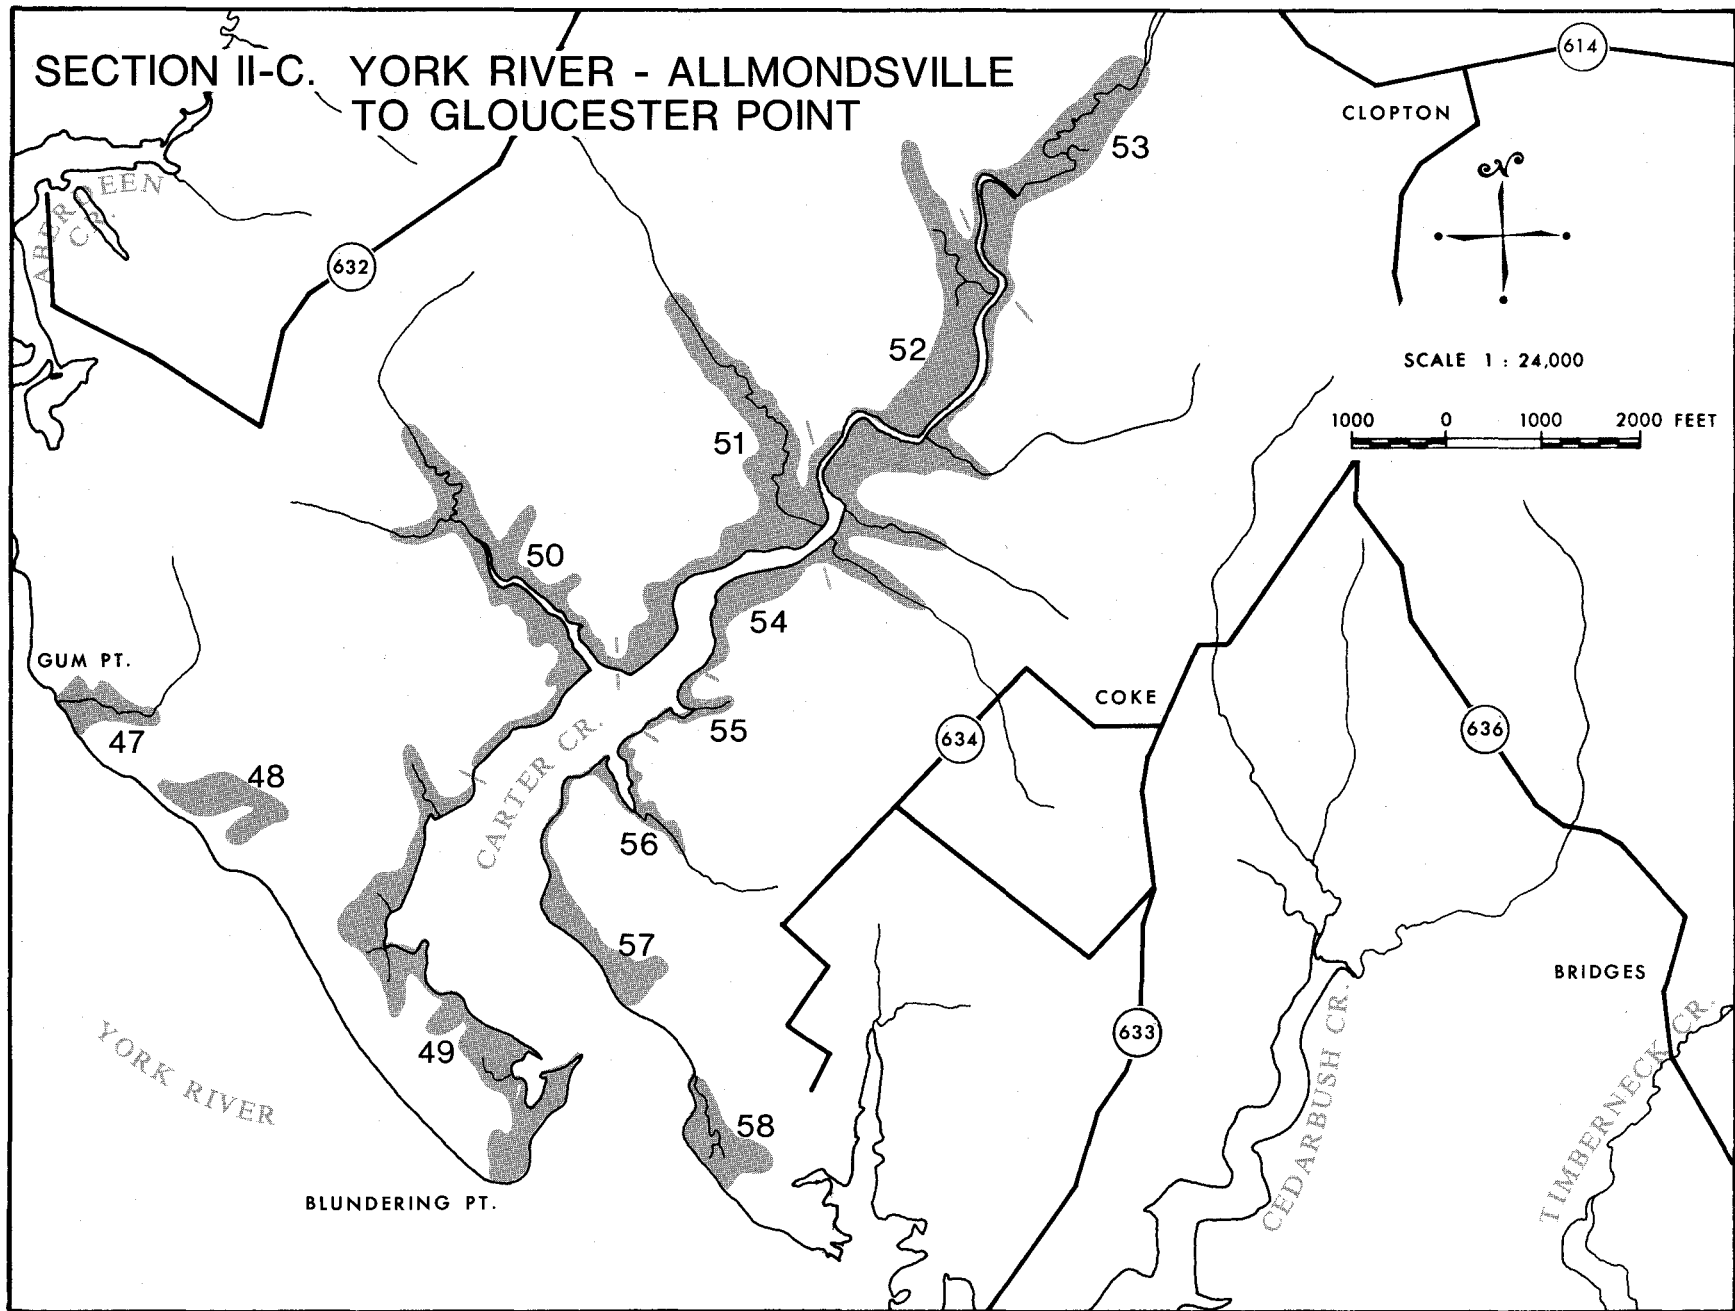 SECTION II-C. YORK RIVER - ALLMONDSVILLE
TO GLOUCESTER POINT
614
CLOPTON
53
N
ABERDEEN
CR.
632
52
SCALE 1 : 24,000
1000 0 1000 2000 FEET
51
50
54
GUM PT.
COKE
55
47
634
636
48
CARTER CR.
56
57
BRIDGES
49
633
YORK RIVER
CEDARBUSH CR.
TIMBERNECK CR.
58
BLUNDERING PT.